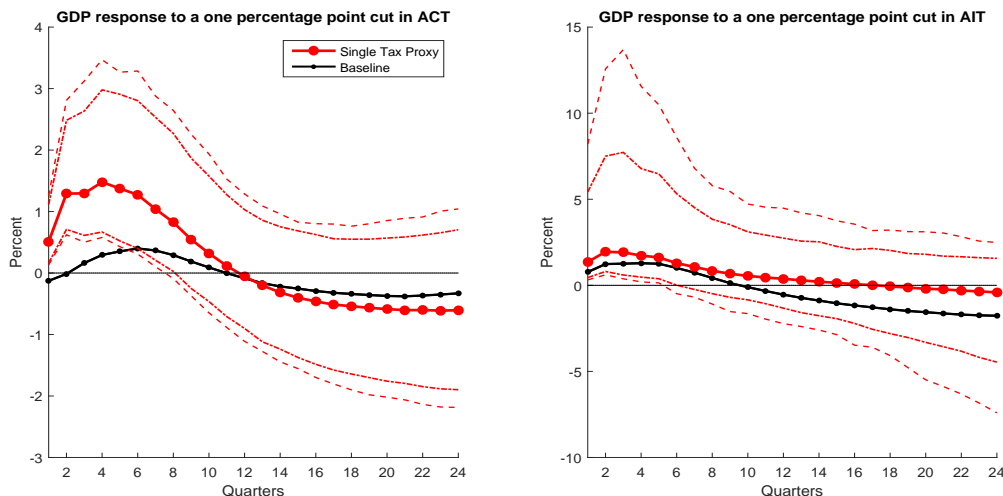 GDP response to a one percentage point cut in ACT
4
3
2
1
0
-1
-2
-3
Percent
2 4 6 8 10 12 14 16 18 20 22 24
Quarters
Single Tax Proxy
Baseline
GDP response to a one percentage point cut in AIT
15
10
5
0
-5
-10
Percent
2 4 6 8 10 12 14 16 18 20 22 24
Quarters